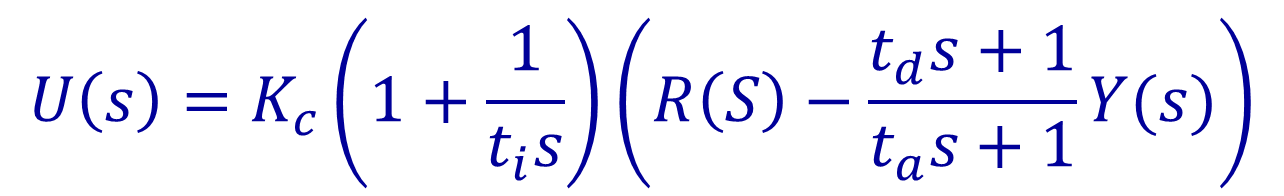 U(s) = K_c (1 + 1/(t_i s)) (R(S) − (t_d s + 1)/(t_a s + 1) Y(s))